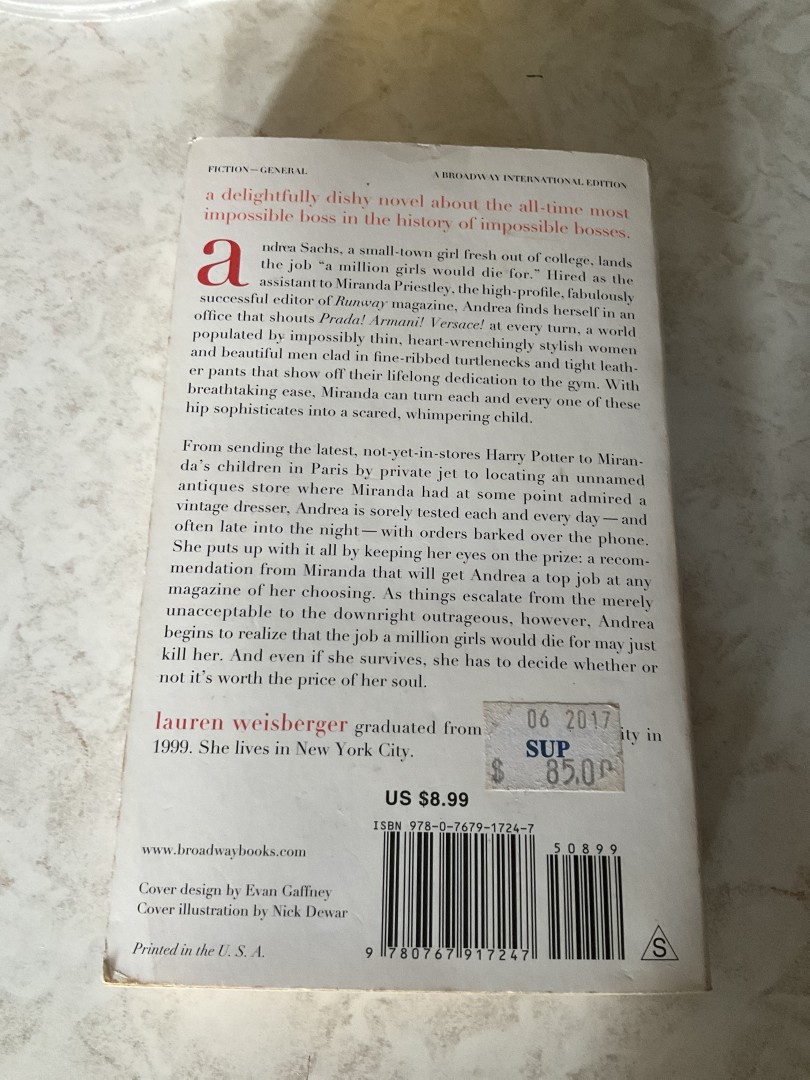 FICTION — GENERAL
A BROADWAY INTERNATIONAL EDITION
a delightfully dishy novel about the all-time most
impossible boss in the history of impossible bosses.
andrea Sachs, a small-town girl fresh out of college, lands
the job “a million girls would die for.” Hired as the
assistant to Miranda Priestley, the high-profile, fabulously
successful editor of Runway magazine, Andrea finds herself in an
office that shouts Prada! Armani! Versace! at every turn, a world
populated by impossibly thin, heart-wrenchingly stylish women
and beautiful men clad in fine-ribbed turtlenecks and tight leath-
er pants that show off their lifelong dedication to the gym. With
breathtaking ease, Miranda can turn each and every one of these
hip sophisticates into a scared, whimpering child.
From sending the latest, not-yet-in-stores Harry Potter to Miran-
da’s children in Paris by private jet to locating an unnamed
antiques store where Miranda had at some point admired a
vintage dresser, Andrea is sorely tested each and every day — and
often late into the night — with orders barked over the phone.
She puts up with it all by keeping her eyes on the prize: a recom-
mendation from Miranda that will get Andrea a top job at any
magazine of her choosing. As things escalate from the merely
unacceptable to the downright outrageous, however, Andrea
begins to realize that the job a million girls would die for may just
kill her. And even if she survives, she has to decide whether or
not it’s worth the price of her soul.
lauren weisberger graduated from ity in
1999. She lives in New York City.
06 2017
SUP
$ 85.00
US $8.99
ISBN 978-0-7679-1724-7
50899
www.broadwaybooks.com
Cover design by Evan Gaffney
Cover illustration by Nick Dewar
Printed in the U. S. A.
9 780767 917247
S